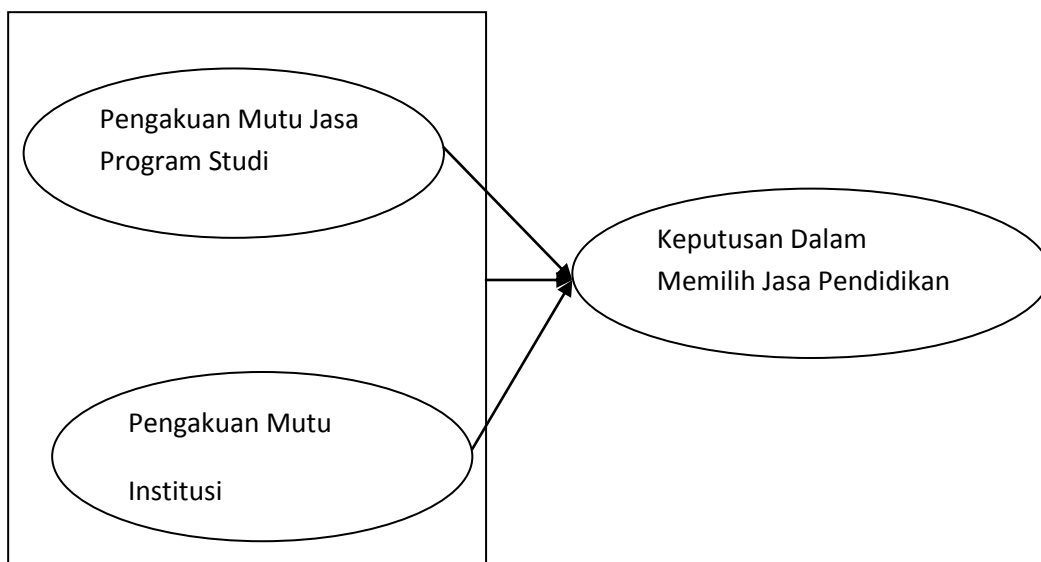 Pengakuan Mutu Jasa
Program Studi
Keputusan Dalam
Memilih Jasa Pendidikan
Pengakuan Mutu
Institusi